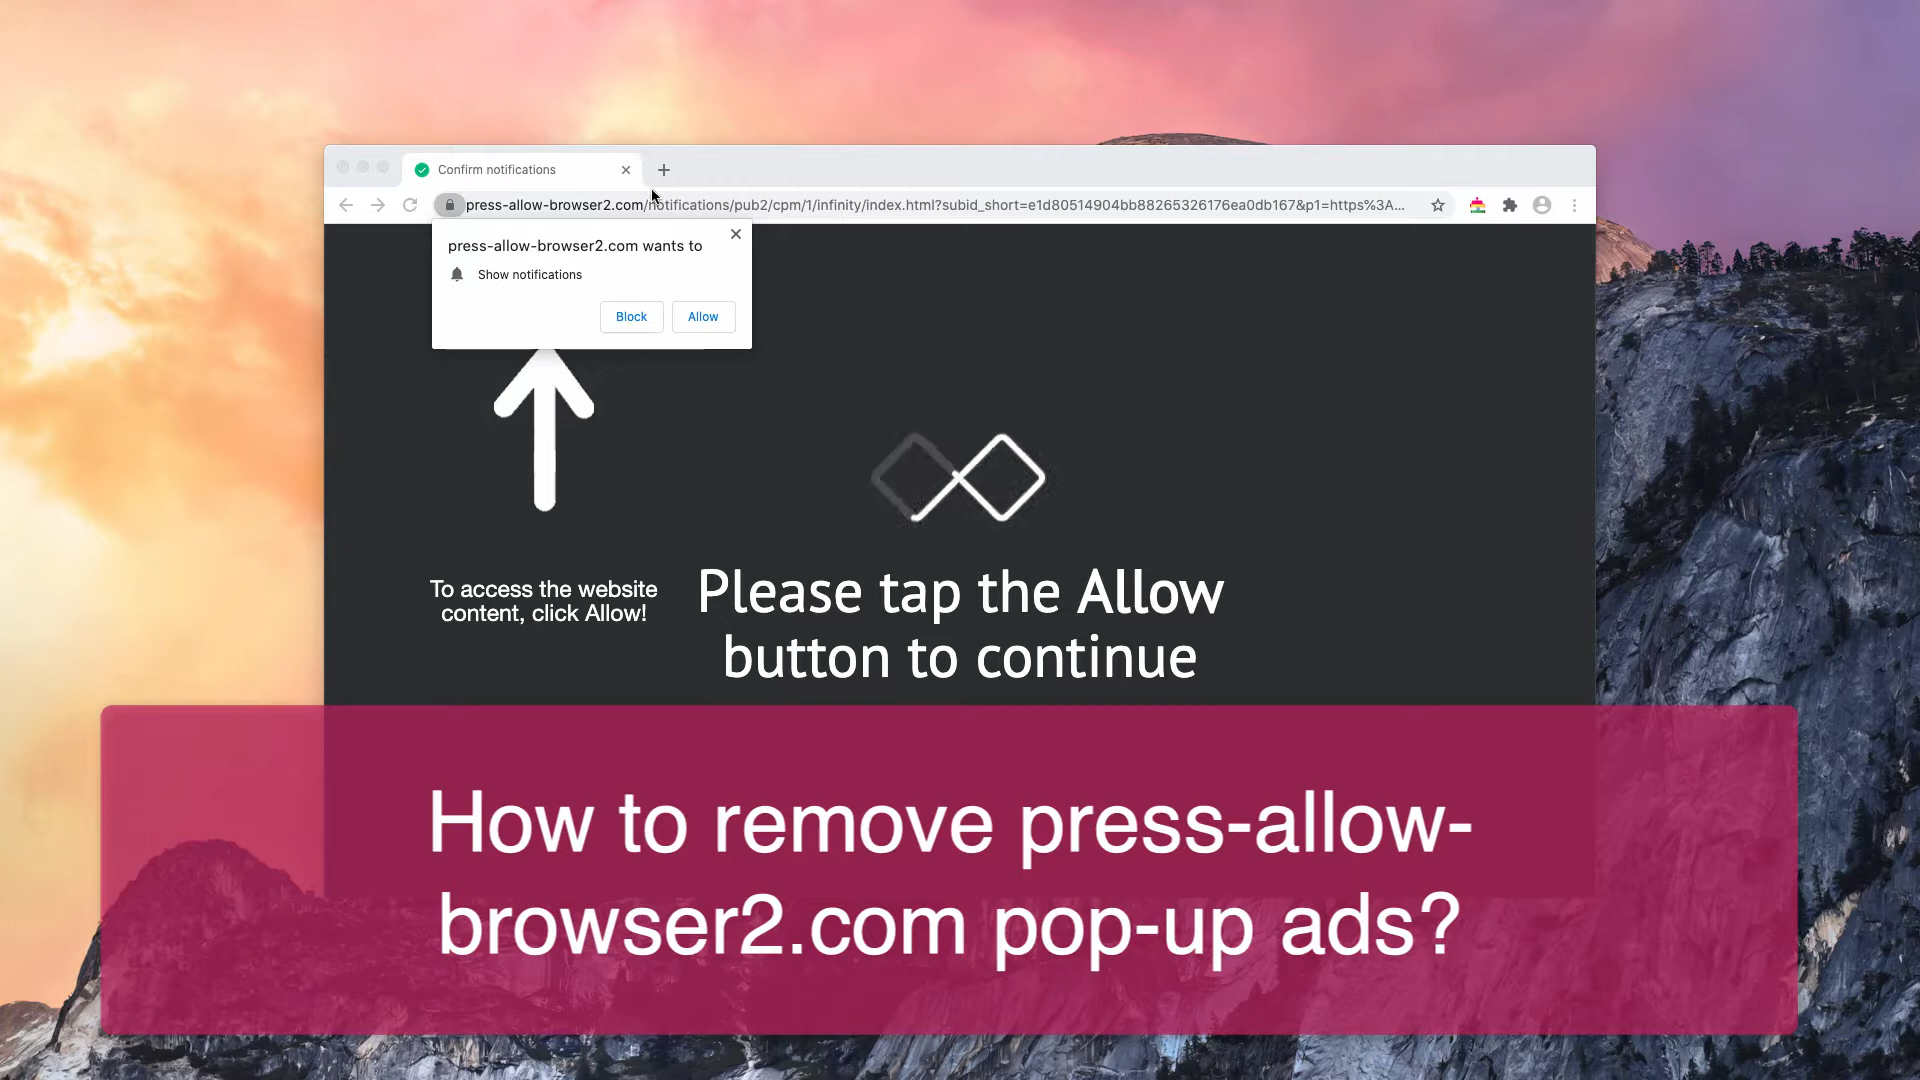 Confirm notifications
press-allow-browser2.com/notifications/pub2/cpm/1/infinity/index.html?subid_short=e1d80514904bb88265326176ea0db167&p1=https%3A...
press-allow-browser2.com wants to
Show notifications
Block
Allow
To access the website
content, click Allow!
Please tap the Allow
button to continue
How to remove press-allow-
browser2.com pop-up ads?